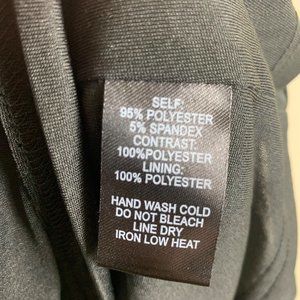 SELF:
95% POLYESTER
5% SPANDEX
CONTRAST:
100%POLYESTER
LINING:
100% POLYESTER
HAND WASH COLD
DO NOT BLEACH
LINE DRY
IRON LOW HEAT